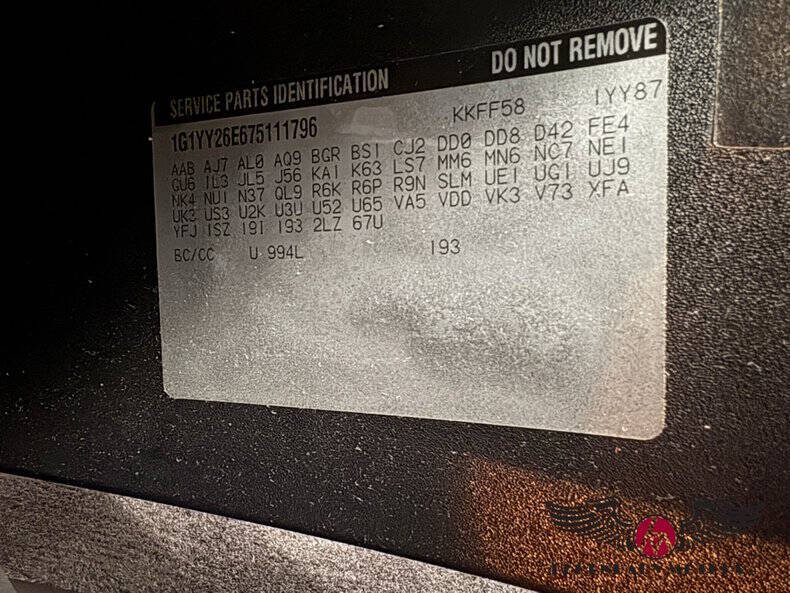 SERVICE PARTS IDENTIFICATION DO NOT REMOVE
1G1YY26E675111796 KKFF58 1YY87
AAB AJ7 AL0 AQ9 BGR BS1 CJ2 DD0 DD8 D42 FE4
GU6 IL3 JL5 J56 KA1 K63 LS7 MM6 MN6 NC7 NE1
NK4 NU1 N37 QL9 R6K R6P R9N SLM UE1 UG1 UJ9
UK3 US3 U2K U3U U52 U65 VA5 VDD VK3 V73 XFA
YFJ 1SZ 19I 193 2LZ 67U
BC/CC U 994L 193